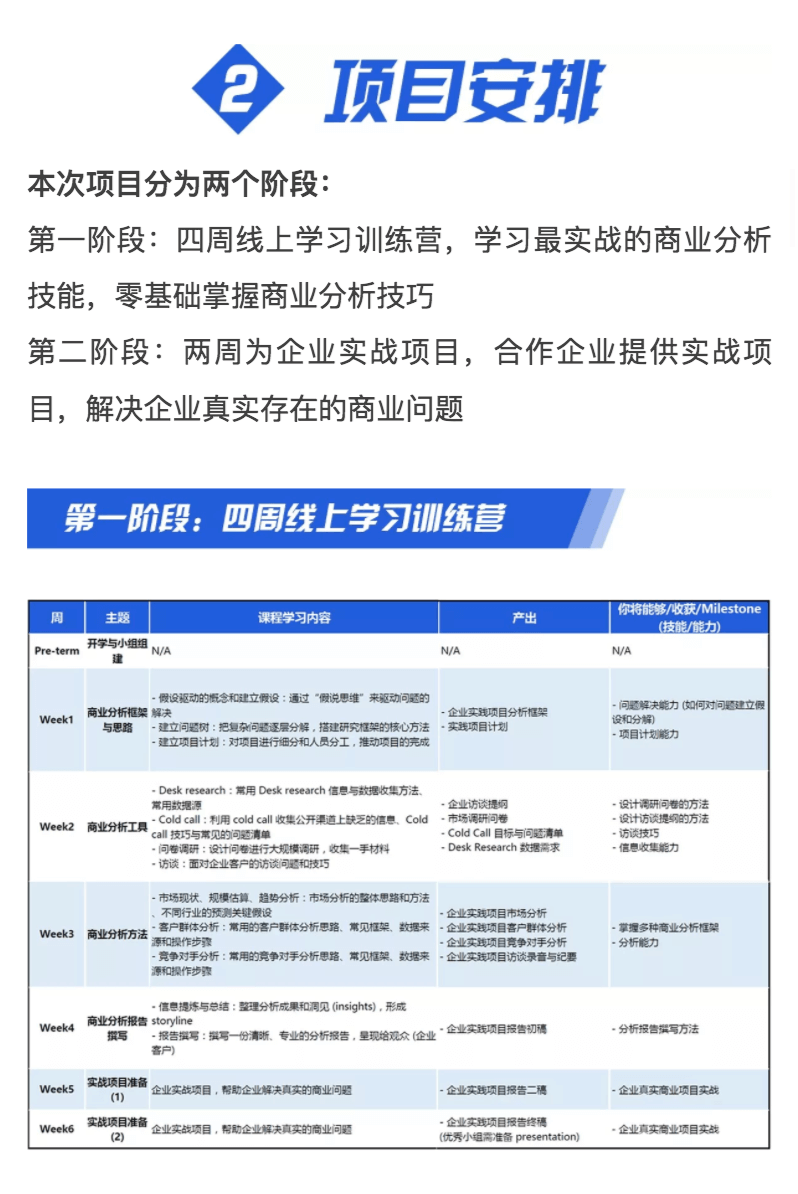 2 项目安排
本次项目分为两个阶段：
第一阶段：四周线上学习训练营，学习最实战的商业分析
技能，零基础掌握商业分析技巧
第二阶段：两周为企业实战项目，合作企业提供实战项
目，解决企业真实存在的商业问题
第一阶段：四周线上学习训练营
周 主题 课程学习内容 产出 你将能够/收获/Milestone
(技能/能力)
Pre-term 开学与小组组
建
N/A N/A N/A
Week1 商业分析框架
与思路
- 假设驱动的概念和建立假设：通过“假说思维”来驱动问题的
解决
- 建立问题树：把复杂问题逐层分解，搭建研究框架的核心方法
- 建立项目计划：对项目进行细分和人员分工，推动项目的完成
- 企业实践项目分析框架
- 实践项目计划
- 问题解决能力 (如何对问题建立假
设和分解)
- 项目计划能力
Week2 商业分析工具
- Desk research：常用 Desk research 信息与数据收集方法、
常用数据源
- Cold call：利用 cold call 收集公开渠道上缺乏的信息、Cold
call 技巧与常见的问题清单
- 问卷调研：设计问卷进行大规模调研，收集一手材料
- 访谈：面对企业客户的访谈问题和技巧
- 企业访谈提纲
- 市场调研问卷
- Cold Call 目标与问题清单
- Desk Research 数据需求
- 设计调研问卷的方法
- 设计访谈提纲的方法
- 访谈技巧
- 信息收集能力
Week3 商业分析方法
- 市场现状、规模估算、趋势分析：市场分析的整体思路和方法
、不同行业的预测关键假设
- 客户群体分析：常用的客户群体分析思路、常见框架、数据来
源和操作步骤
- 竞争对手分析：常用的竞争对手分析思路、常见框架、数据来
源和操作步骤
- 企业实践项目市场分析
- 企业实践项目客户群体分析
- 企业实践项目竞争对手分析
- 企业实践项目访谈录音与纪要
- 掌握多种商业分析框架
- 分析能力
Week4 商业分析报告
撰写
- 信息提炼与总结：整理分析成果和洞见 (insights)，形成
storyline
- 报告撰写：撰写一份清晰、专业的分析报告，呈现给观众 (企业
客户)
- 企业实践项目报告初稿
- 分析报告撰写方法
Week5 实战项目准备
(1)
企业实战项目，帮助企业解决真实的商业问题
- 企业实践项目报告二稿
- 企业真实商业项目实战
Week6 实战项目准备
(2)
企业实战项目，帮助企业解决真实的商业问题
- 企业实践项目报告终稿
(优秀小组需准备 presentation)
- 企业真实商业项目实战